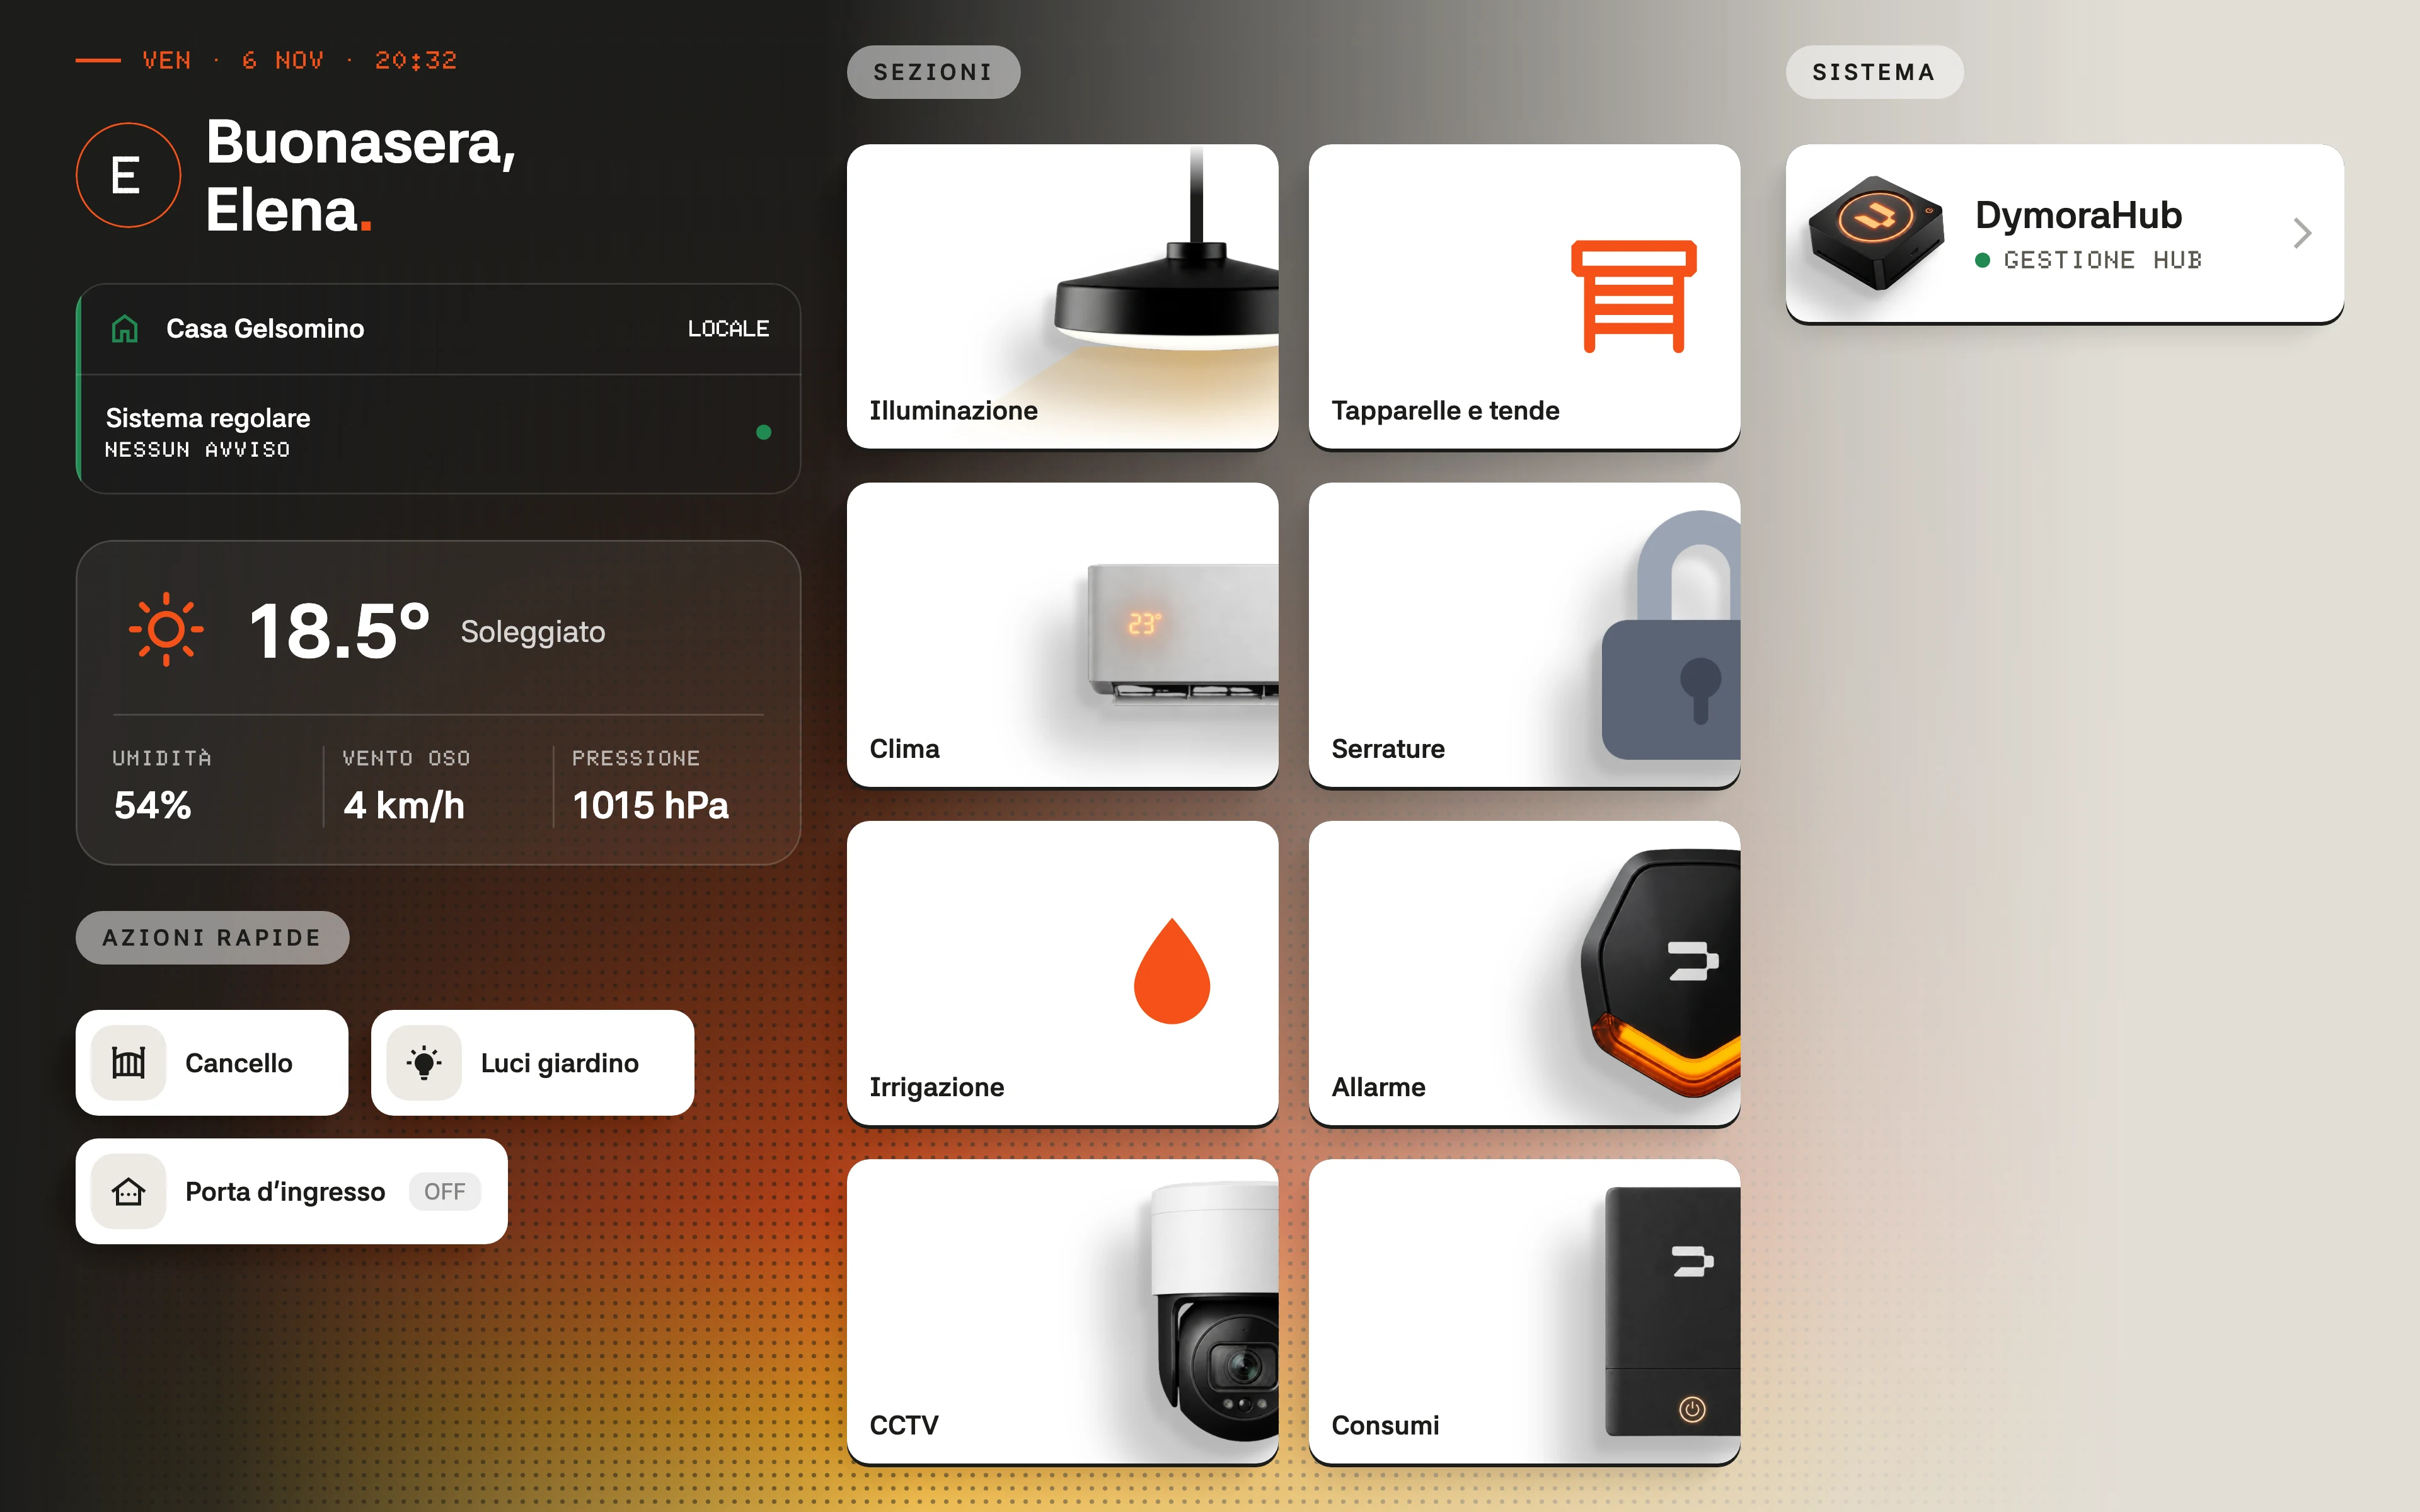 VEN · 6 NOV · 20:32
Buonasera,
Elena.
E
Casa Gelsomino
LOCALE
Sistema regolare
NESSUN AVVISO
18.5° Soleggiato
UMIDITÀ
54%
VENTO OSO
4 km/h
PRESSIONE
1015 hPa
AZIONI RAPIDE
Cancello
Luci giardino
Porta d'ingresso OFF
SEZIONI
Illuminazione
Tapparelle e tende
23°
Clima
Serrature
Irrigazione
Allarme
CCTV
Consumi
SISTEMA
DymoraHub
GESTIONE HUB